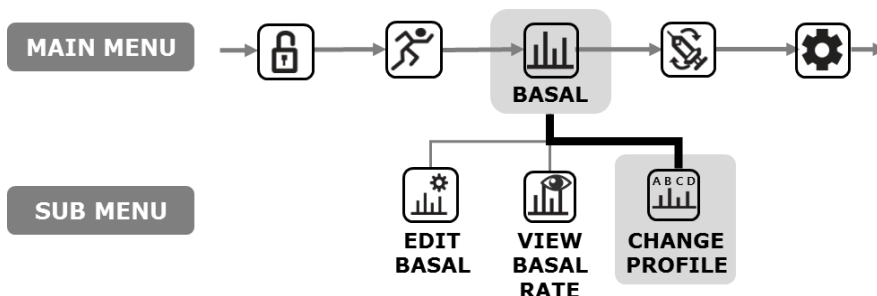 MAIN MENU
BASAL
A B C D
SUB MENU
EDIT
BASAL
VIEW
BASAL
RATE
CHANGE
PROFILE